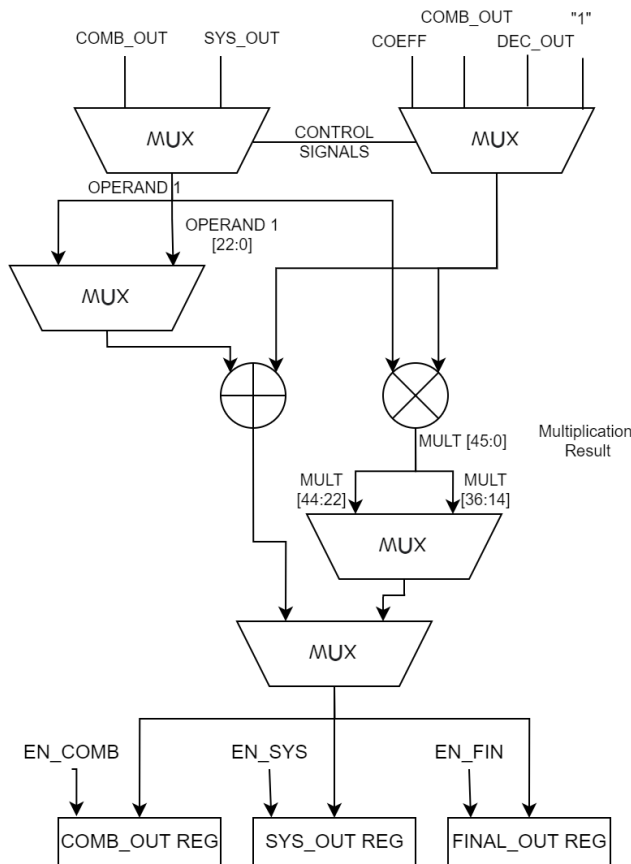 COMB_OUT
"1"
COMB_OUT
SYS_OUT
COEFF
DEC_OUT
MUX
CONTROL
SIGNALS
MUX
OPERAND 1
OPERAND 1
[22:0]
MUX
MULT [45:0]
Multiplication
Result
MULT
[44:22]
MULT
[36:14]
MUX
MUX
EN_COMB
EN_SYS
EN_FIN
COMB_OUT REG
SYS_OUT REG
FINAL_OUT REG